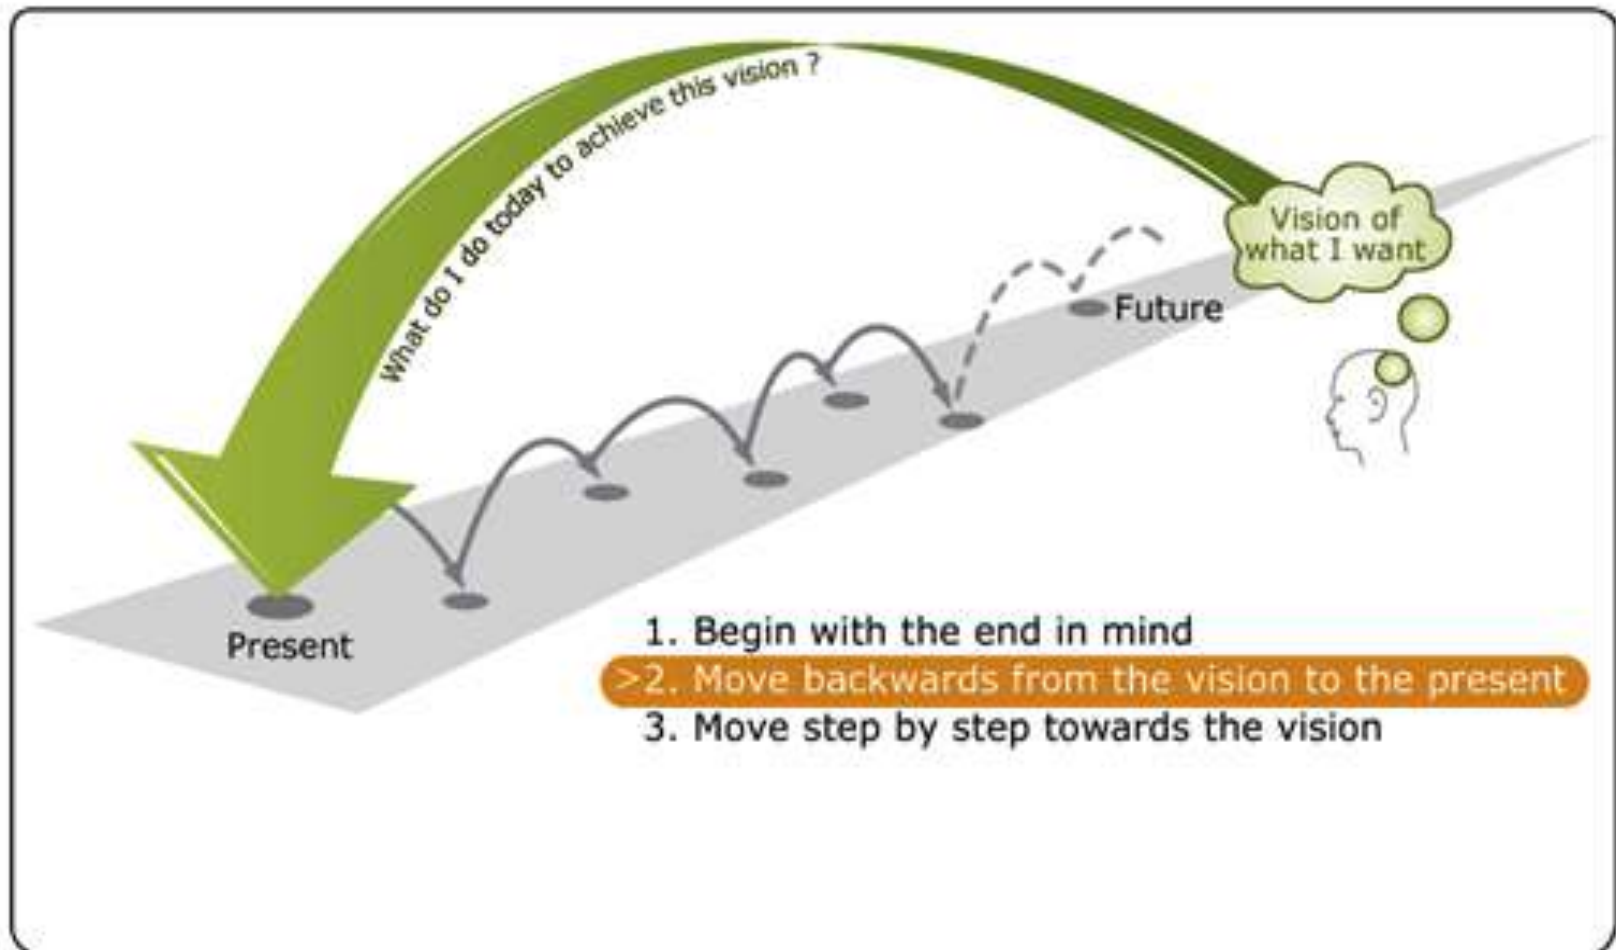 What do I do today to achieve this vision ?
Vision of
what I want
Future
Present
1. Begin with the end in mind
>2. Move backwards from the vision to the present
3. Move step by step towards the vision